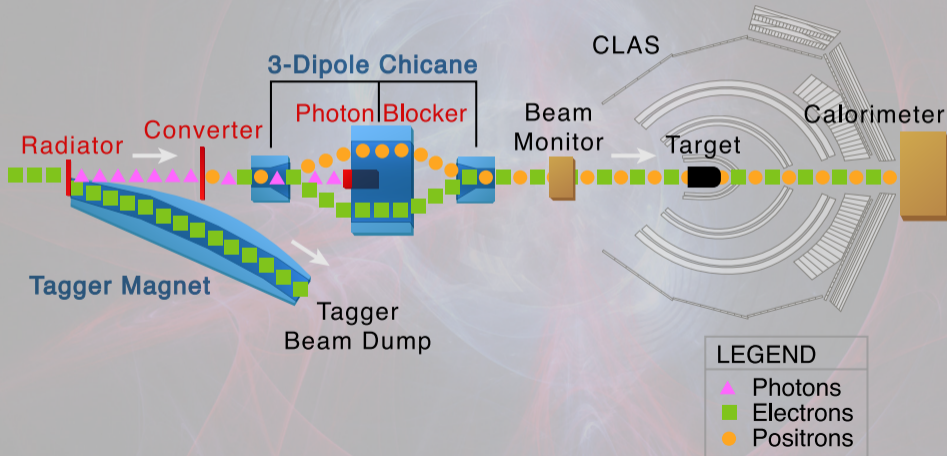 CLAS
3-Dipole Chicane
Photon Blocker
Beam
Monitor
Calorimeter
Converter
Radiator
Target
Tagger Magnet
Tagger
Beam Dump
LEGEND
Photons
Electrons
Positrons